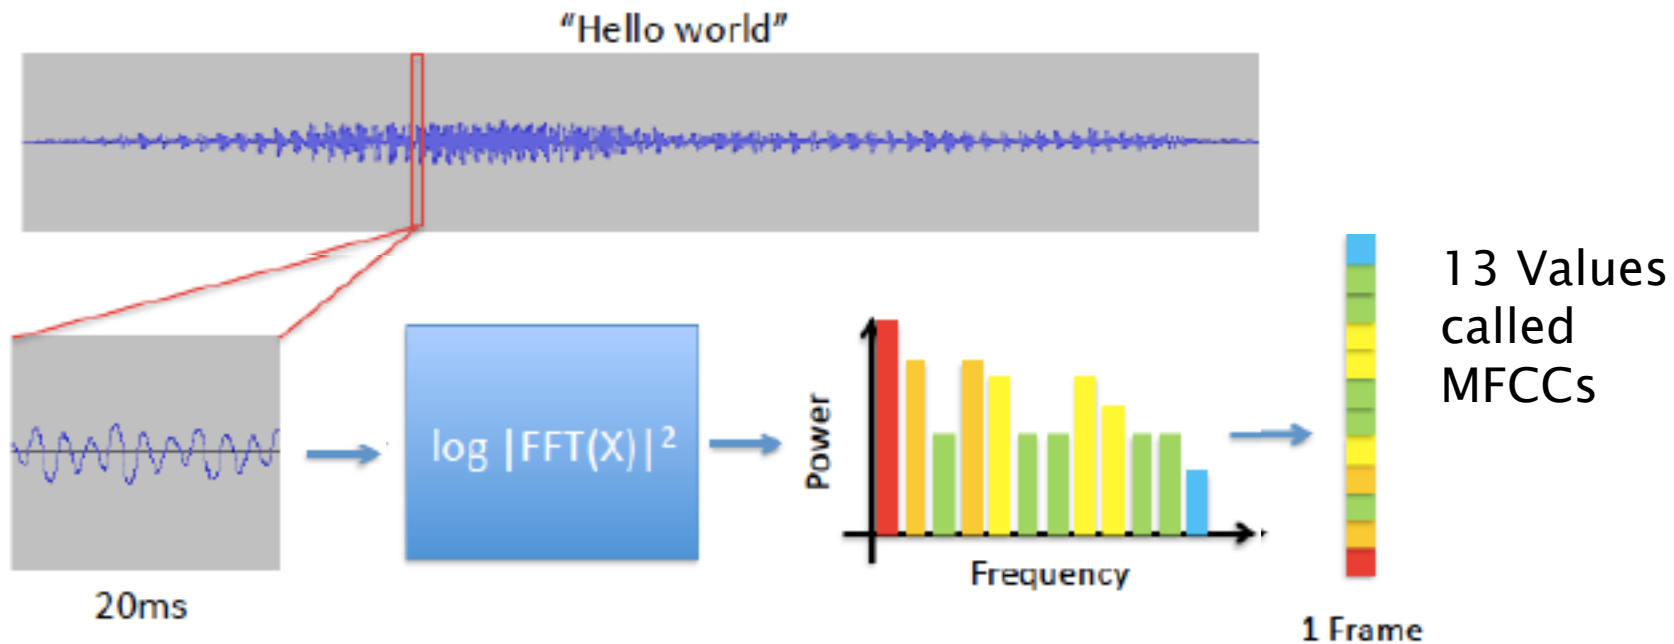 “Hello world”
13 Values
called
MFCCs
log |FFT(X)|²
Power
Frequency
20ms
1 Frame